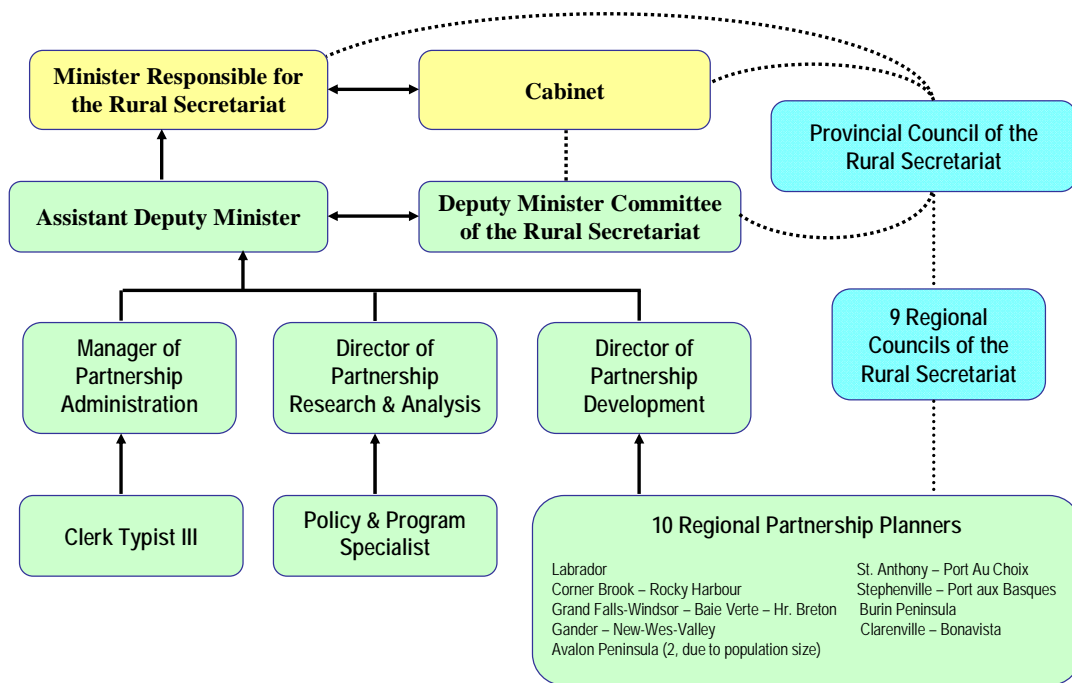 Minister Responsible for
the Rural Secretariat
Cabinet
Provincial Council of the
Rural Secretariat
Assistant Deputy Minister
Deputy Minister Committee
of the Rural Secretariat
9 Regional
Councils of the
Rural Secretariat
Manager of
Partnership
Administration
Director of
Partnership
Research & Analysis
Director of
Partnership
Development
Clerk Typist III
Policy & Program
Specialist
10 Regional Partnership Planners
Labrador
Corner Brook – Rocky Harbour
Grand Falls-Windsor – Baie Verte – Hr. Breton
Gander – New-Wes-Valley
Avalon Peninsula (2, due to population size)
St. Anthony – Port Au Choix
Stephenville – Port aux Basques
Burin Peninsula
Clarenville – Bonavista